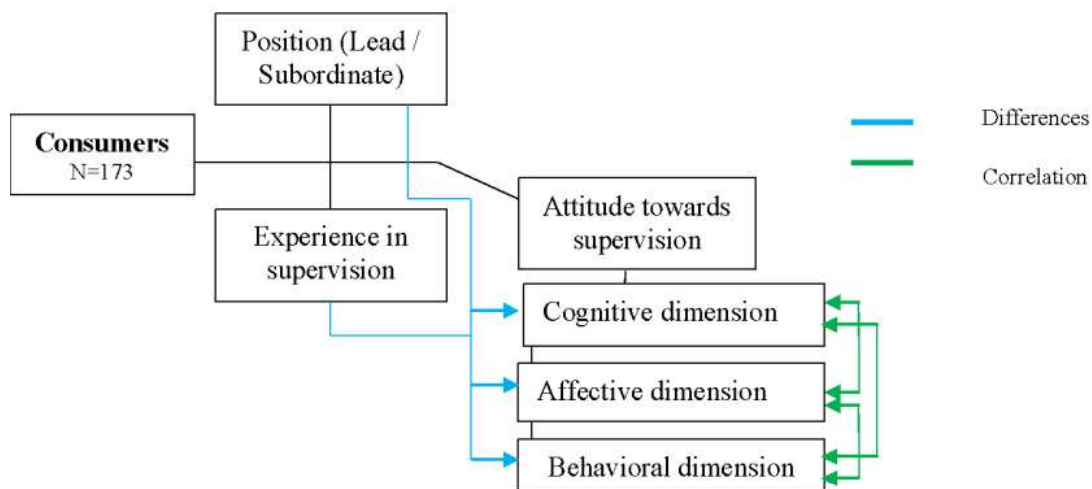 Position (Lead /
Subordinate)
Consumers
N=173
Differences
Correlation
Attitude towards
supervision
Experience in
supervision
Cognitive dimension
Affective dimension
Behavioral dimension